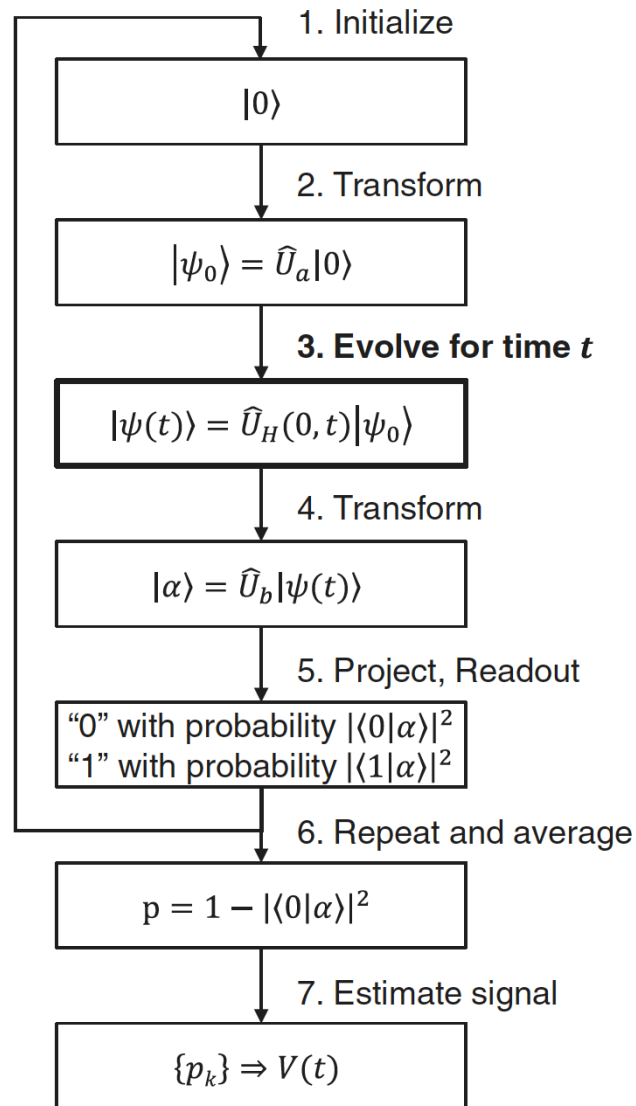 1. Initialize
|0⟩
2. Transform
|ψ₀⟩ = Û_a|0⟩
3. Evolve for time t
|ψ(t)⟩ = Û_H(0, t)|ψ₀⟩
4. Transform
|α⟩ = Û_b|ψ(t)⟩
5. Project, Readout
“0” with probability |⟨0|α⟩|²
“1” with probability |⟨1|α⟩|²
6. Repeat and average
p = 1 − |⟨0|α⟩|²
7. Estimate signal
{p_k} ⇒ V(t)